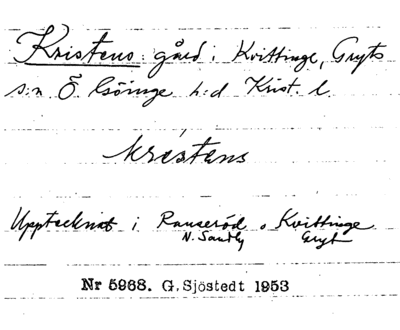 Kristens: gård i Kvittinge, Gryts
s:n Ö. Göinge h:d Krist. l.
kristens
Upptecknat i Ranseröd o Kvittinge
N. Sandby Gryt
Nr 5968. G. Sjöstedt 1953